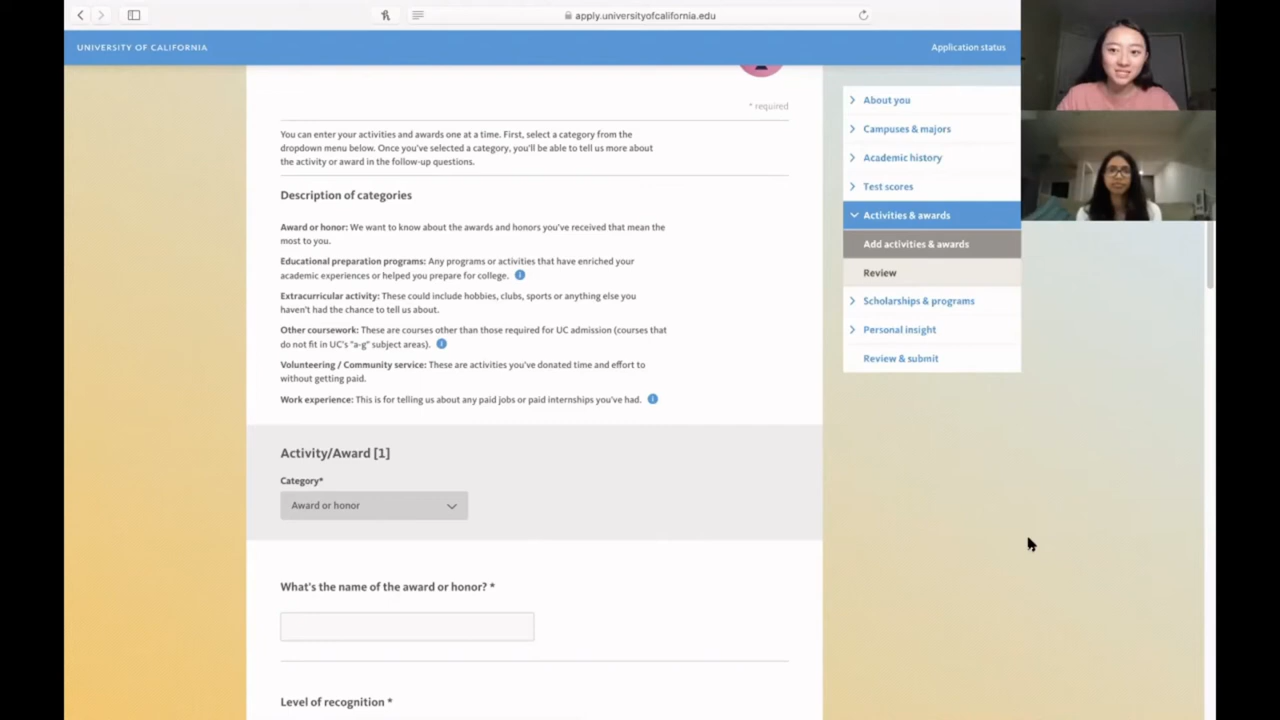 apply.universityofcalifornia.edu
UNIVERSITY OF CALIFORNIA
Application status
* required
You can enter your activities and awards one at a time. First, select a category from the
dropdown menu below. Once you've selected a category, you'll be able to tell us more about
the activity or award in the follow-up questions.
Description of categories
Award or honor: We want to know about the awards and honors you've received that mean the
most to you.
Educational preparation programs: Any programs or activities that have enriched your
academic experiences or helped you prepare for college.
Extracurricular activity: These could include hobbies, clubs, sports or anything else you
haven't had the chance to tell us about.
Other coursework: These are courses other than those required for UC admission (courses that
do not fit in UC's "a-g" subject areas).
Volunteering / Community service: These are activities you've donated time and effort to
without getting paid.
Work experience: This is for telling us about any paid jobs or paid internships you've had.
Activity/Award [1]
Category*
Award or honor
What's the name of the award or honor? *
Level of recognition *
About you
Campuses & majors
Academic history
Test scores
Activities & awards
Add activities & awards
Review
Scholarships & programs
Personal insight
Review & submit